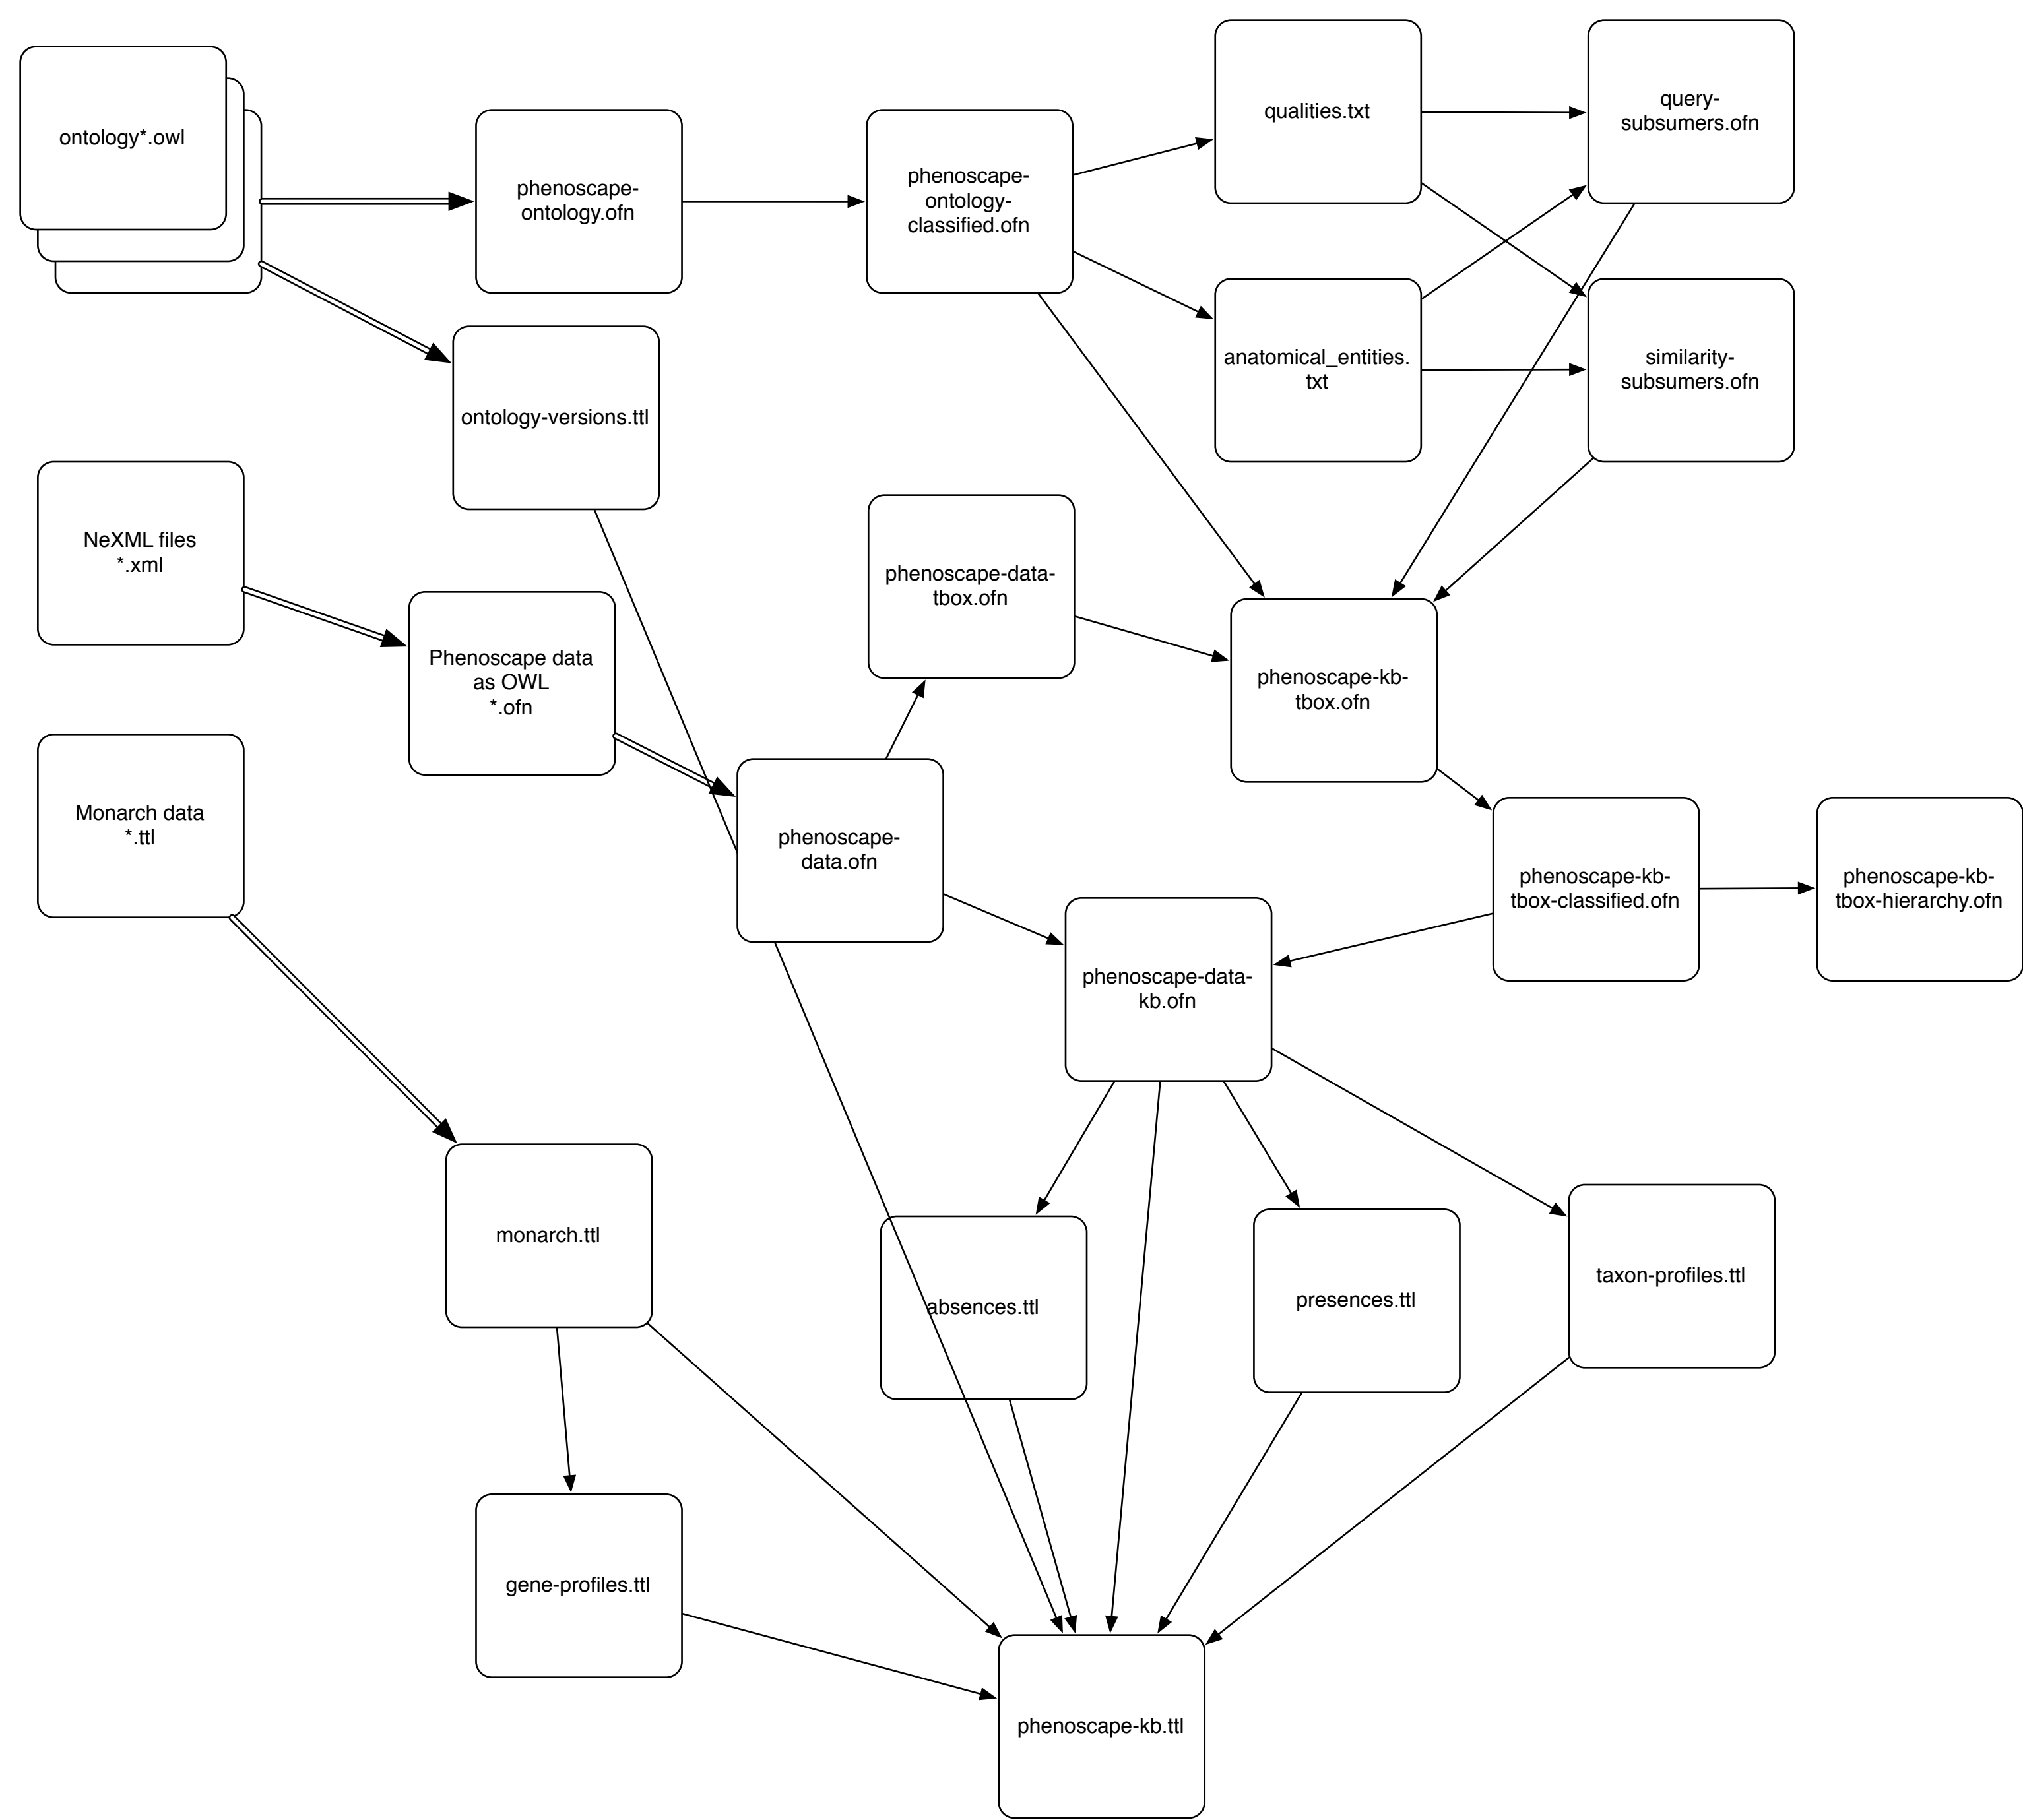 ontology*.owl
phenoscape-
ontology.ofn
phenoscape-
ontology-
classified.ofn
qualities.txt
query-
subsumers.ofn
ontology-versions.ttl
anatomical_entities.
txt
similarity-
subsumers.ofn
NeXML files
*.xml
Phenoscape data
as OWL
*.ofn
phenoscape-data-
tbox.ofn
phenoscape-kb-
tbox.ofn
Monarch data
*.ttl
phenoscape-
data.ofn
phenoscape-kb-
tbox-classified.ofn
phenoscape-kb-
tbox-hierarchy.ofn
phenoscape-data-
kb.ofn
monarch.ttl
absences.ttl
presences.ttl
taxon-profiles.ttl
gene-profiles.ttl
phenoscape-kb.ttl